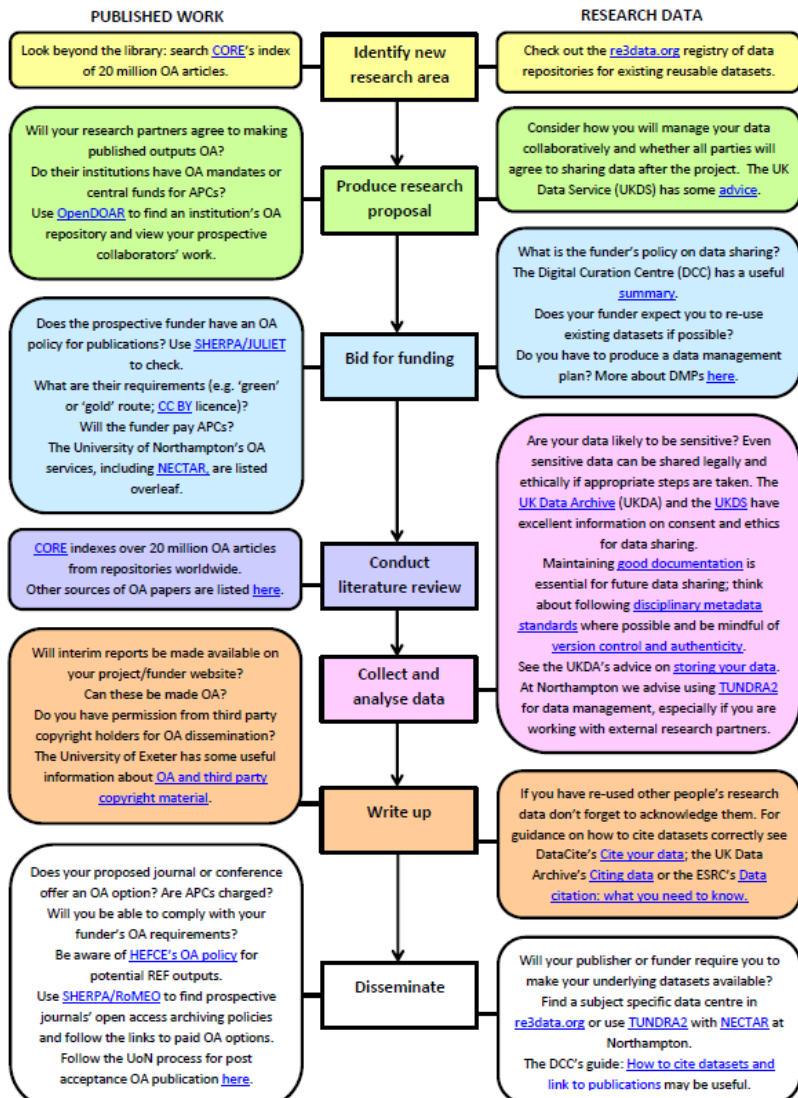 PUBLISHED WORK
RESEARCH DATA
Look beyond the library: search CORE's index
of 20 million OA articles.
Identify new
research area
Check out the re3data.org registry of data
repositories for existing reusable datasets.
Will your research partners agree to making
published outputs OA?
Do their institutions have OA mandates or
central funds for APCs?
Use OpenDOAR to find an institution's OA
repository and view your prospective
collaborators' work.
Produce research
proposal
Consider how you will manage your data
collaboratively and whether all parties will
agree to sharing data after the project. The UK
Data Service (UKDS) has some advice.
Does the prospective funder have an OA
policy for publications? Use SHERPA/JULIET
to check.
What are their requirements (e.g. 'green'
or 'gold' route; CC BY licence)?
Will the funder pay APCs?
The University of Northampton's OA
services, including NECTAR, are listed
overleaf.
Bid for funding
What is the funder's policy on data sharing?
The Digital Curation Centre (DCC) has a useful
summary.
Does your funder expect you to re-use
existing datasets if possible?
Do you have to produce a data management
plan? More about DMPs here.
CORE indexes over 20 million OA articles
from repositories worldwide.
Other sources of OA papers are listed here.
Conduct
literature review
Will interim reports be made available on
your project/funder website?
Can these be made OA?
Do you have permission from third party
copyright holders for OA dissemination?
The University of Exeter has some useful
information about OA and third party
copyright material.
Collect and
analyse data
Are your data likely to be sensitive? Even
sensitive data can be shared legally and
ethically if appropriate steps are taken. The
UK Data Archive (UKDA) and the UKDS have
excellent information on consent and ethics
for data sharing.
Maintaining good documentation is
essential for future data sharing; think
about following disciplinary metadata
standards where possible and be mindful of
version control and authenticity.
See the UKDA's advice on storing your data.
At Northampton we advise using TUNDRA2
for data management, especially if you are
working with external research partners.
Write up
If you have re-used other people's research
data don't forget to acknowledge them. For
guidance on how to cite datasets correctly see
DataCite's Cite your data; the UK Data
Archive's Citing data or the ESRC's Data
citation: what you need to know.
Does your proposed journal or conference
offer an OA option? Are APCs charged?
Will you be able to comply with your
funder's OA requirements?
Be aware of HEFCE's OA policy for
potential REF outputs.
Use SHERPA/RoMEO to find prospective
journals' open access archiving policies
and follow the links to paid OA options.
Follow the UoN process for post
acceptance OA publication here.
Disseminate
Will your publisher or funder require you to
make your underlying datasets available?
Find a subject specific data centre in
re3data.org or use TUNDRA2 with NECTAR at
Northampton.
The DCC's guide: How to cite datasets and
link to publications may be useful.